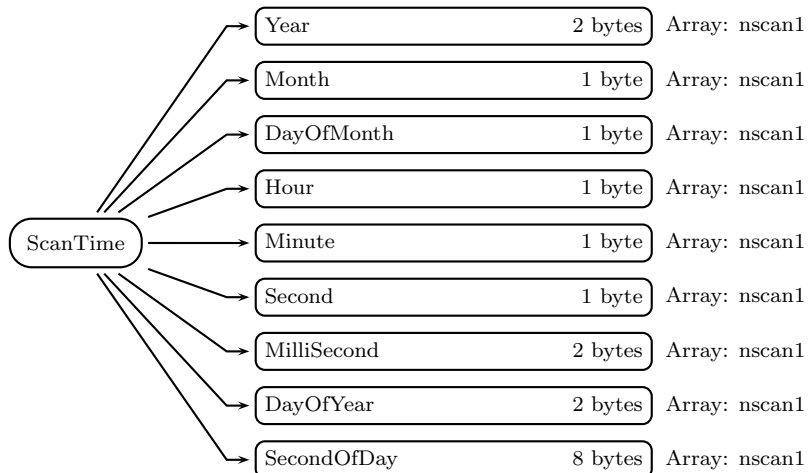 Year 2 bytes Array: nscan1
Month 1 byte Array: nscan1
DayOfMonth 1 byte Array: nscan1
Hour 1 byte Array: nscan1
ScanTime Minute 1 byte Array: nscan1
Second 1 byte Array: nscan1
MilliSecond 2 bytes Array: nscan1
DayOfYear 2 bytes Array: nscan1
SecondOfDay 8 bytes Array: nscan1